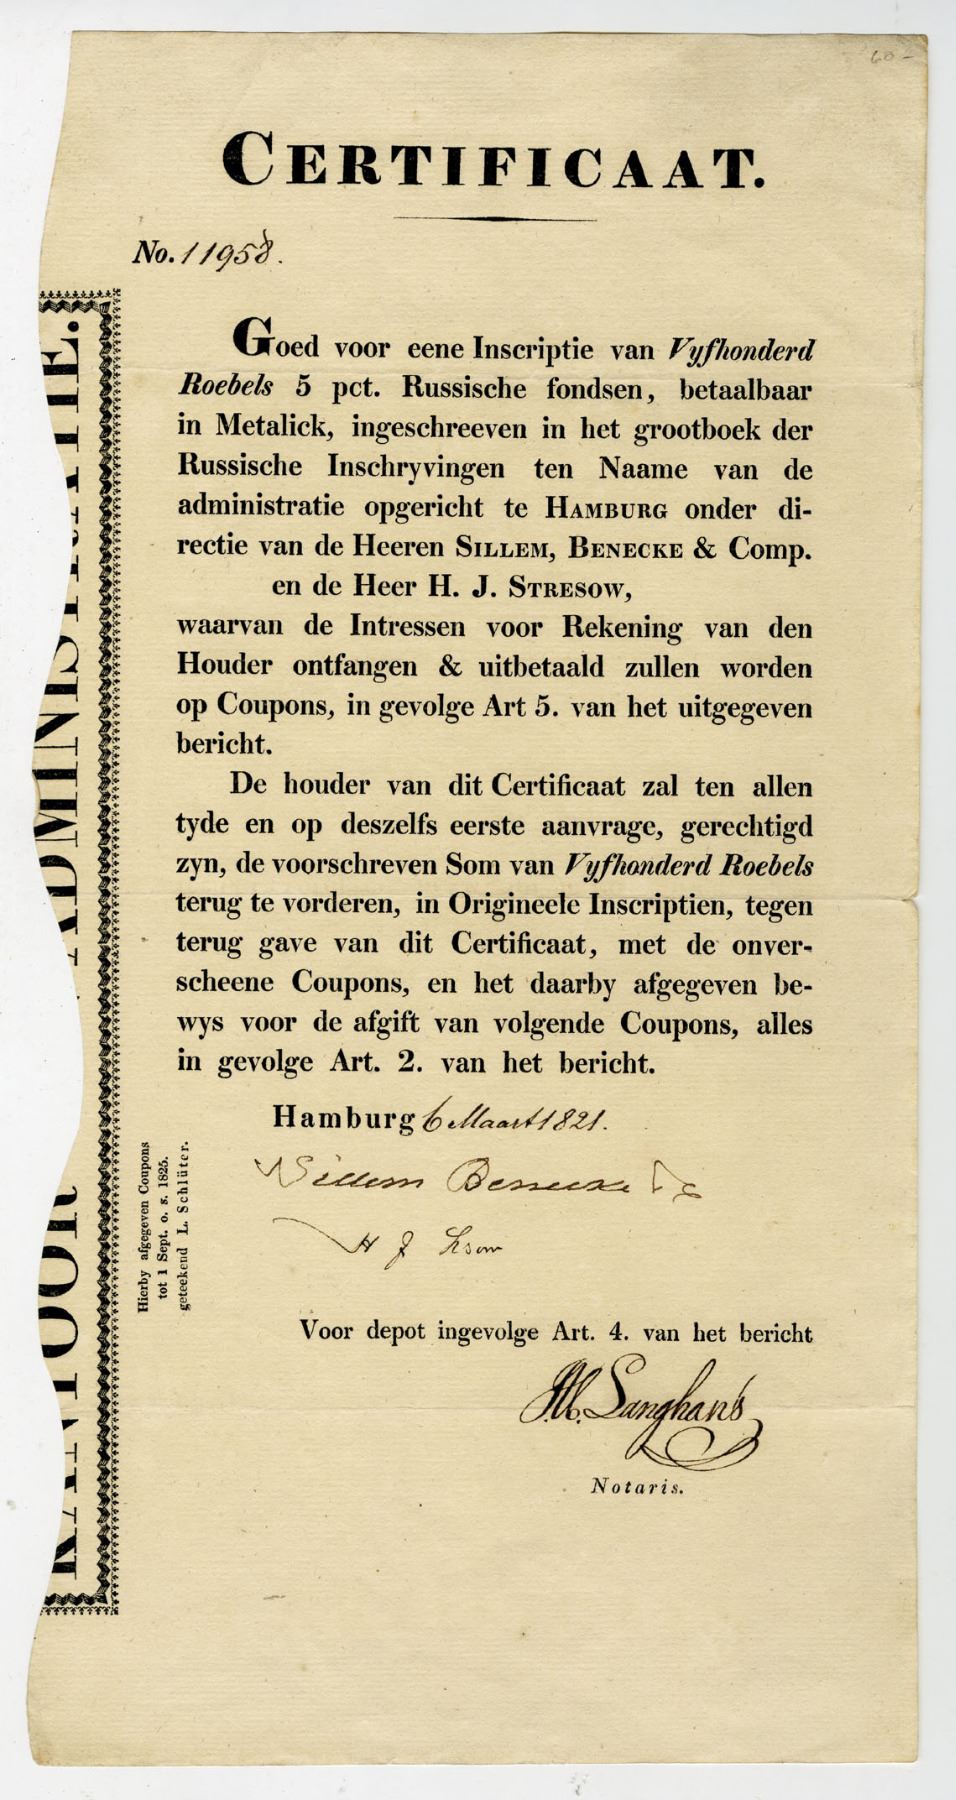 60 -
CERTIFICAAT.
No. 11958.
Goed voor eene Inscriptie van Vyfhonderd
Roebels 5 pct. Russische fondsen, betaalbaar
in Metalick, ingeschreeven in het grootboek der
Russische Inschryvingen ten Naame van de
administratie opgericht te HAMBURG onder di-
rectie van de Heeren SILLEM, BENECKE & Comp.
en de Heer H. J. STRESOW,
waarvan de Intressen voor Rekening van den
Houder ontfangen & uitbetaald zullen worden
op Coupons, in gevolge Art 5. van het uitgegeven
bericht.
De houder van dit Certificaat zal ten allen
tyde en op deszelfs eerste aanvrage, gerechtigd
zyn, de voorschreven Som van Vyfhonderd Roebels
terug te vorderen, in Origineele Inscriptien, tegen
terug gave van dit Certificaat, met de onver-
scheene Coupons, en het daarby afgegeven be-
wys voor de afgift van volgende Coupons, alles
in gevolge Art. 2. van het bericht.
Hamburg 6 Maart 1821.
Sillem Benecke &
H J
Voor depot ingevolge Art. 4. van het bericht
Langhans
Notaris.
Hierby afgegeven Coupons
tot 1 Sept. o. s. 1825.
geteekend L. Schlüter.
KANTOOR ADMINISTRATIE.